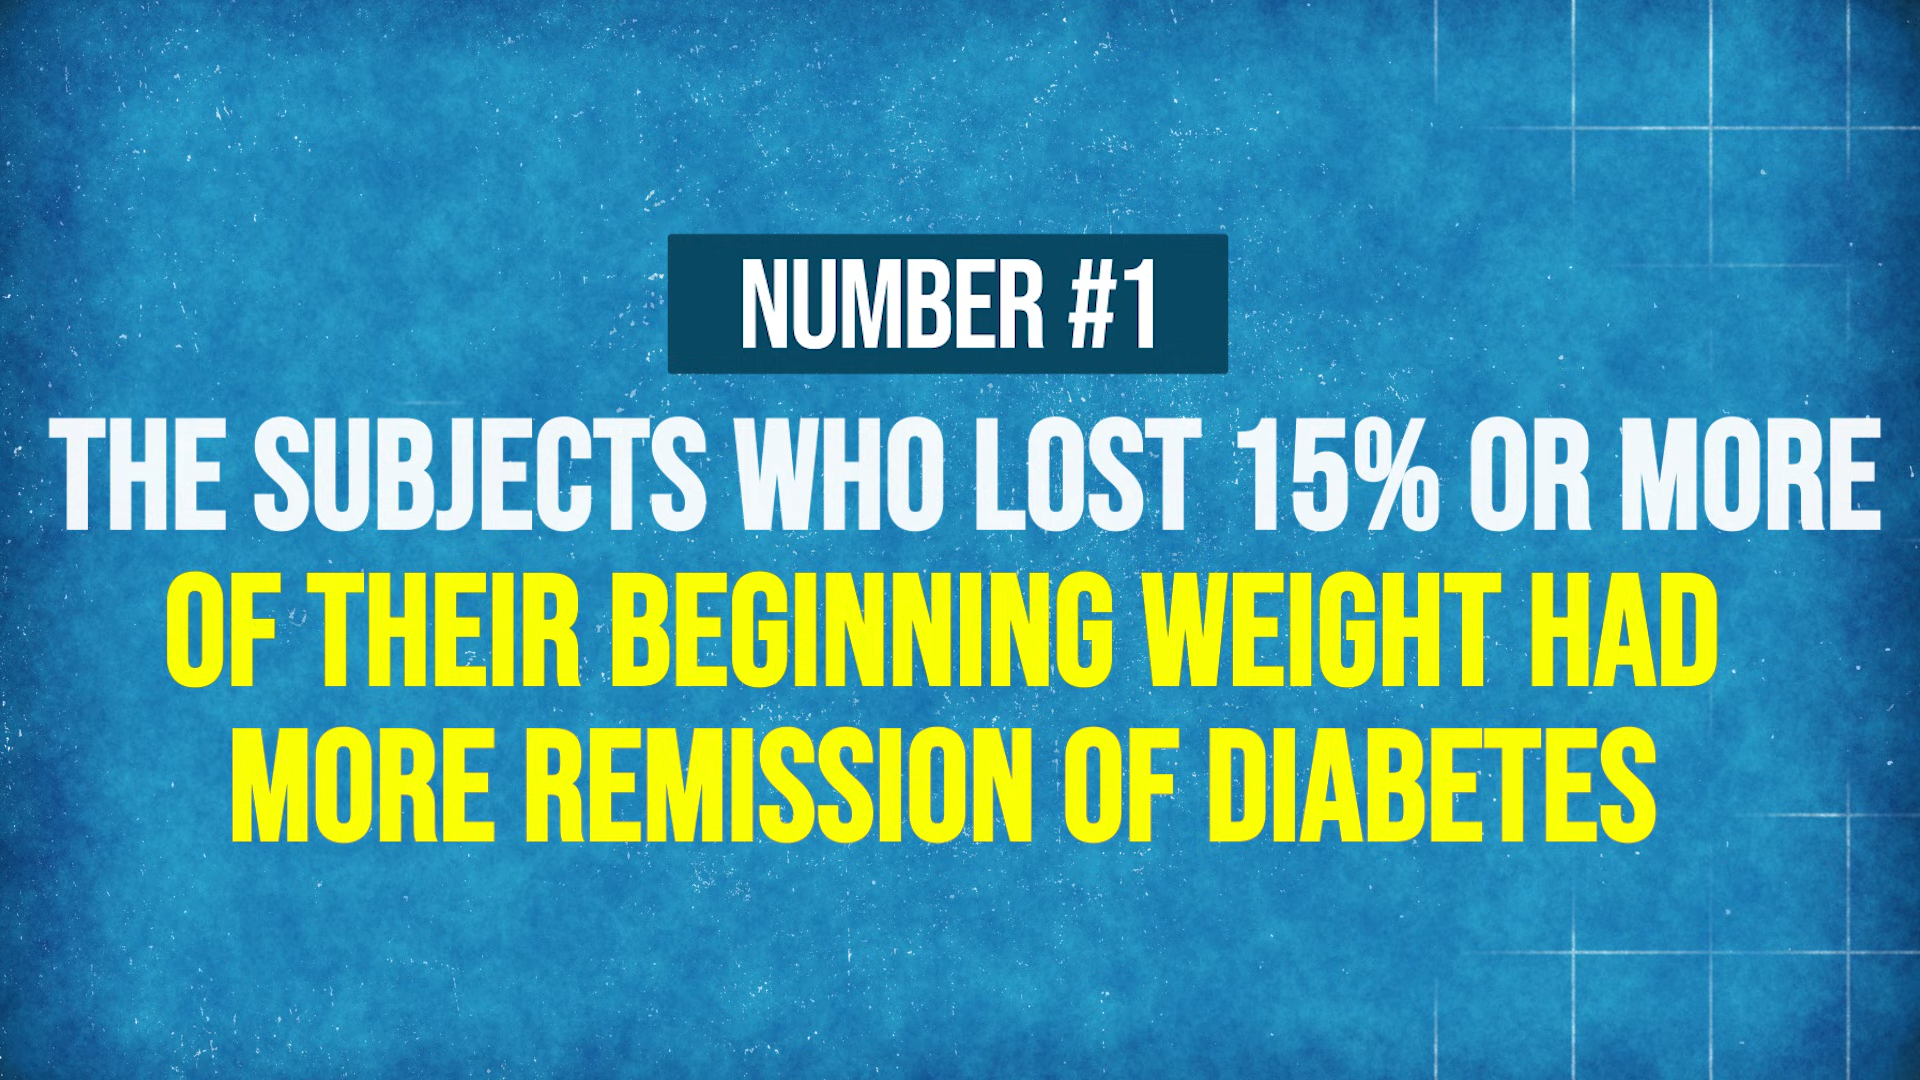 NUMBER #1
THE SUBJECTS WHO LOST 15% OR MORE
OF THEIR BEGINNING WEIGHT HAD
MORE REMISSION OF DIABETES